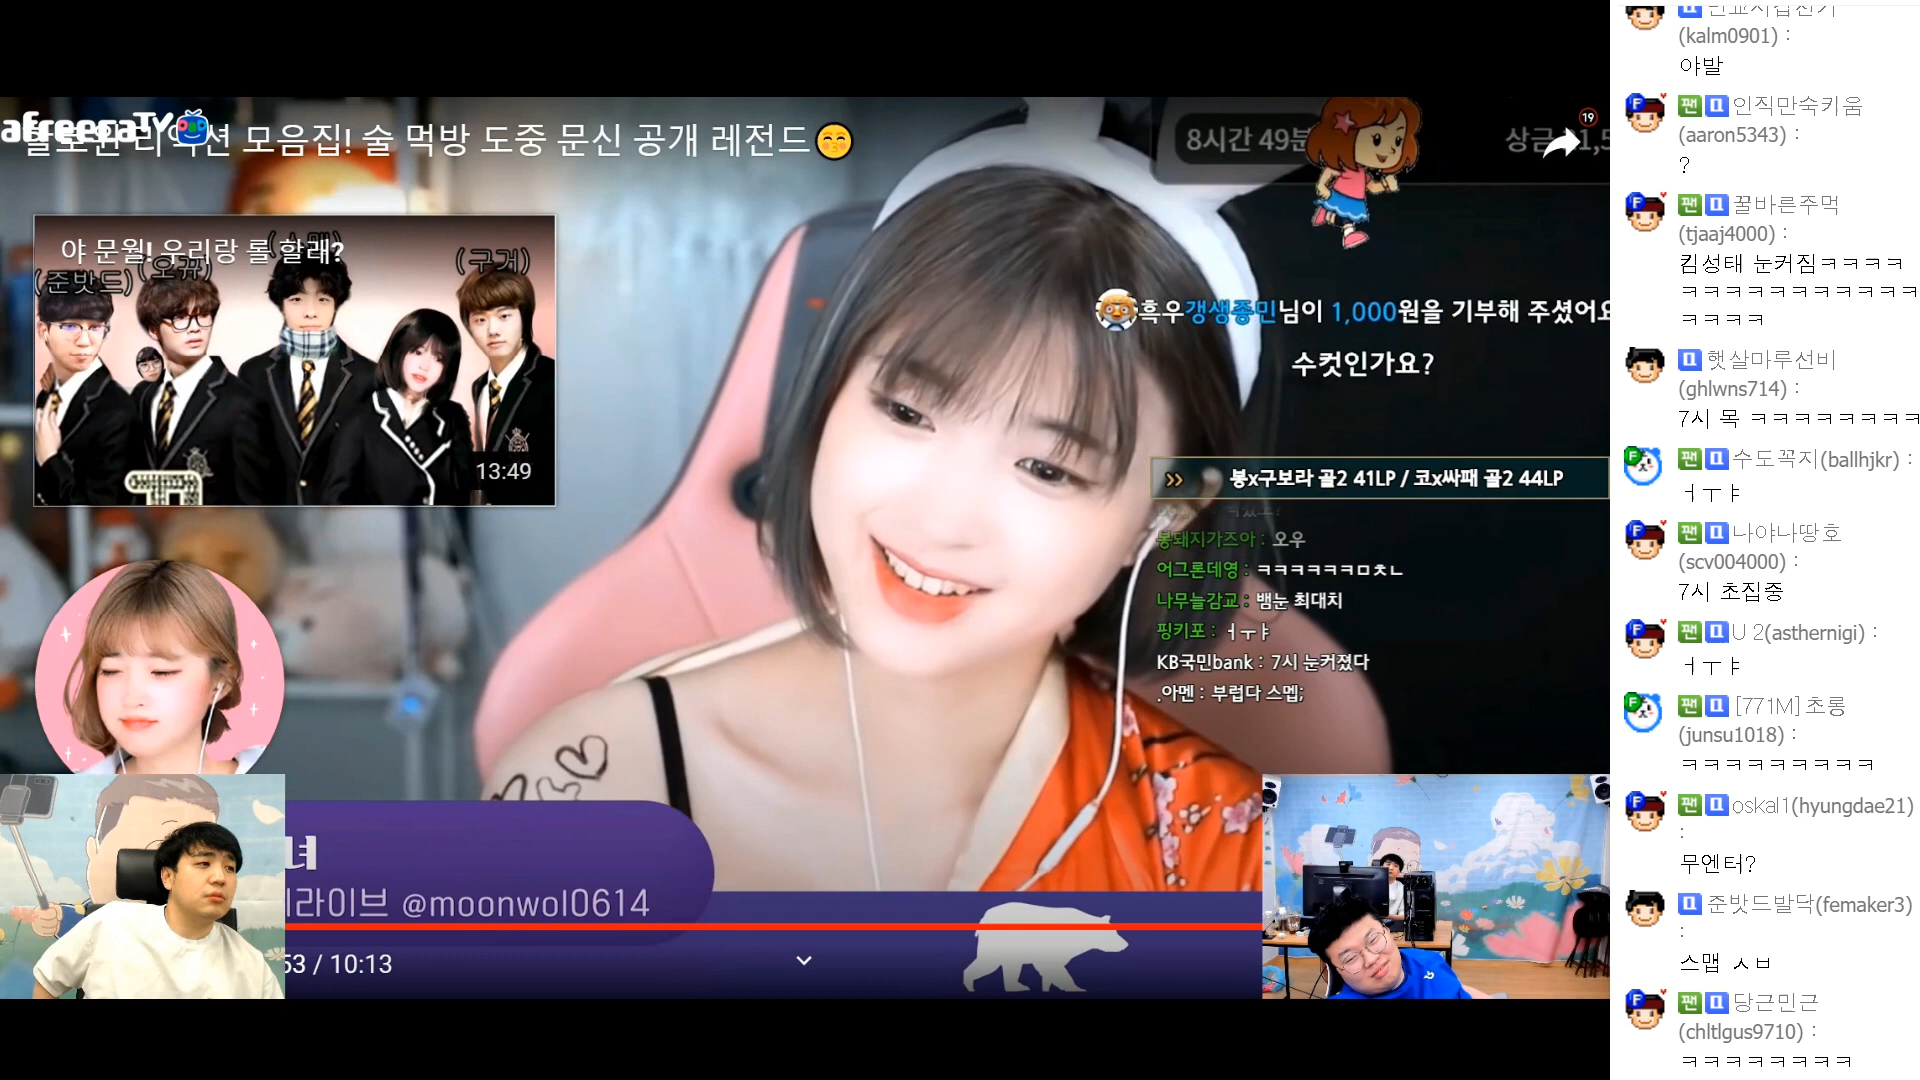 afreecaTV
모음집! 술 먹방 도중 문신 공개 레전드😊
8시간 49분
상금
1,5
19
야 문월! 우리랑 롤 할래?
(준밧드)
(오뀨)
(스맵)
(구거)
13:49
흑우갱생종민님이 1,000원을 기부해 주셨어요
수컷인가요?
» 봉x구보라 골2 41LP / 코x싸패 골2 44LP
봉돼지가즈아 : 오우
어그론데영 : ㅋㅋㅋㅋㅋㅋㅁㅊㄴ
나무늘감교 : 뱀눈 최대치
핑키포 : ㅓㅜㅑ
KB국민bank : 7시 눈커졌다
.아멘 : 부럽다 스멥;
녀
라이브 @moonwol0614
53 / 10:13
(kalm0901) :
야발
팬 인직만숙키움
(aaron5343) :
?
팬 꿀바른주먹
(tjaaj4000) :
킴성태 눈커짐ㅋㅋㅋㅋ
ㅋㅋㅋㅋㅋㅋㅋㅋㅋㅋㅋ
ㅋㅋㅋㅋ
햇살마루선비
(ghlwns714) :
7시 목 ㅋㅋㅋㅋㅋㅋㅋㅋ
팬 수도꼭지(ballhjkr) :
ㅓㅜㅑ
팬 나야나땅호
(scv004000) :
7시 초집중
팬 U 2(asthernigi) :
ㅓㅜㅑ
팬 [771M] 초롱
(junsu1018) :
ㅋㅋㅋㅋㅋㅋㅋㅋㅋ
팬 oskal1(hyungdae21)
:
무엔터?
준밧드발닥(femaker3)
:
스맵 ㅅㅂ
팬 당근민근
(chltlgus9710) :
ㅋㅋㅋㅋㅋㅋㅋㅋ